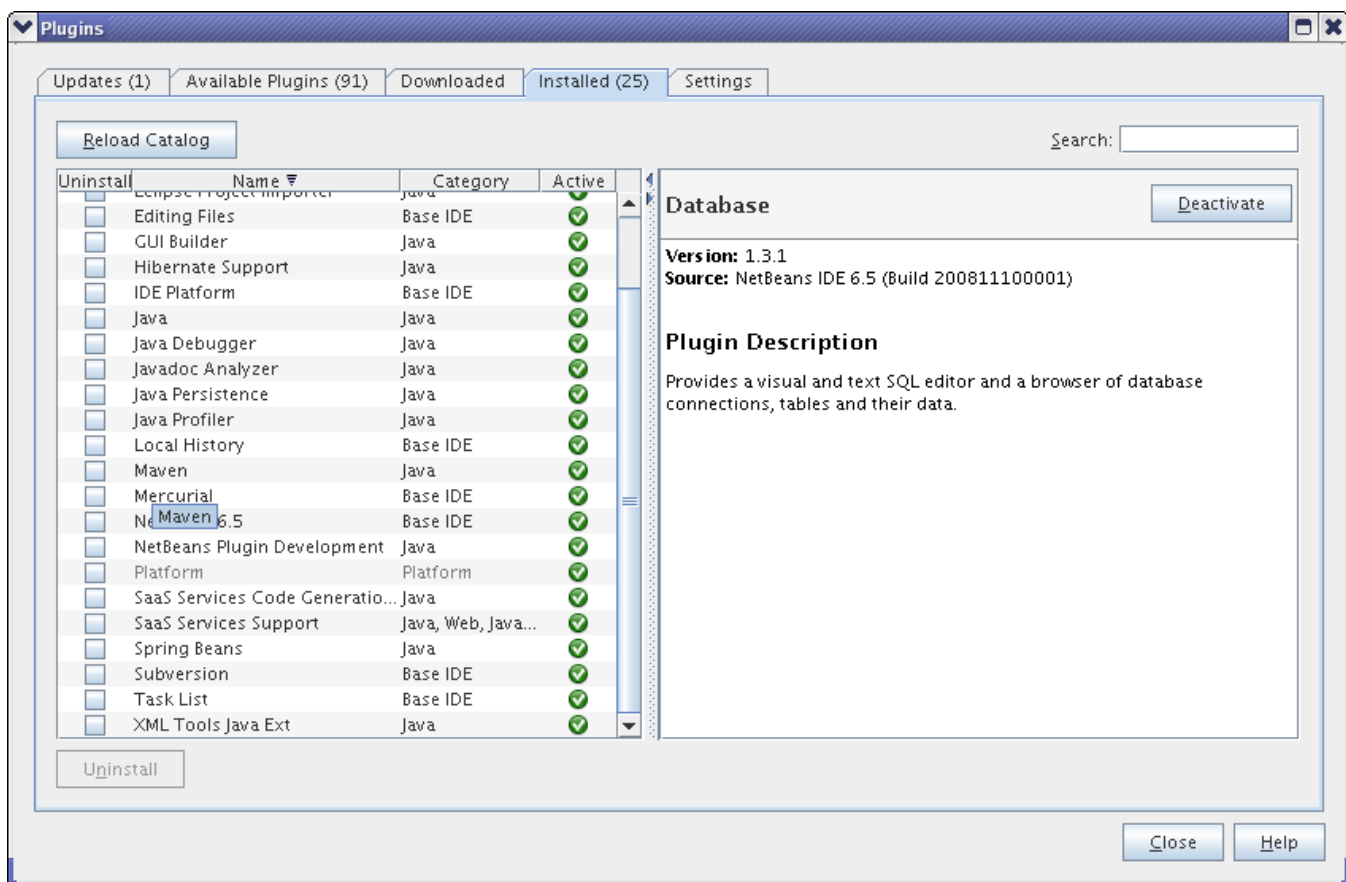 Plugins
Updates (1) Available Plugins (91) Downloaded Installed (25) Settings
Reload Catalog Search:
Uninstall Name Category Active
Eclipse Project Importer Java
Editing Files Base IDE
GUI Builder Java
Hibernate Support Java
IDE Platform Base IDE
Java Java
Java Debugger Java
Javadoc Analyzer Java
Java Persistence Java
Java Profiler Java
Local History Base IDE
Maven Java
Mercurial Base IDE
Maven
6.5 Base IDE
NetBeans Plugin Development Java
Platform Platform
SaaS Services Code Generatio... Java
SaaS Services Support Java, Web, Java...
Spring Beans Java
Subversion Base IDE
Task List Base IDE
XML Tools Java Ext Java
Uninstall
Database Deactivate
Version: 1.3.1
Source: NetBeans IDE 6.5 (Build 200811100001)
Plugin Description
Provides a visual and text SQL editor and a browser of database
connections, tables and their data.
Close Help